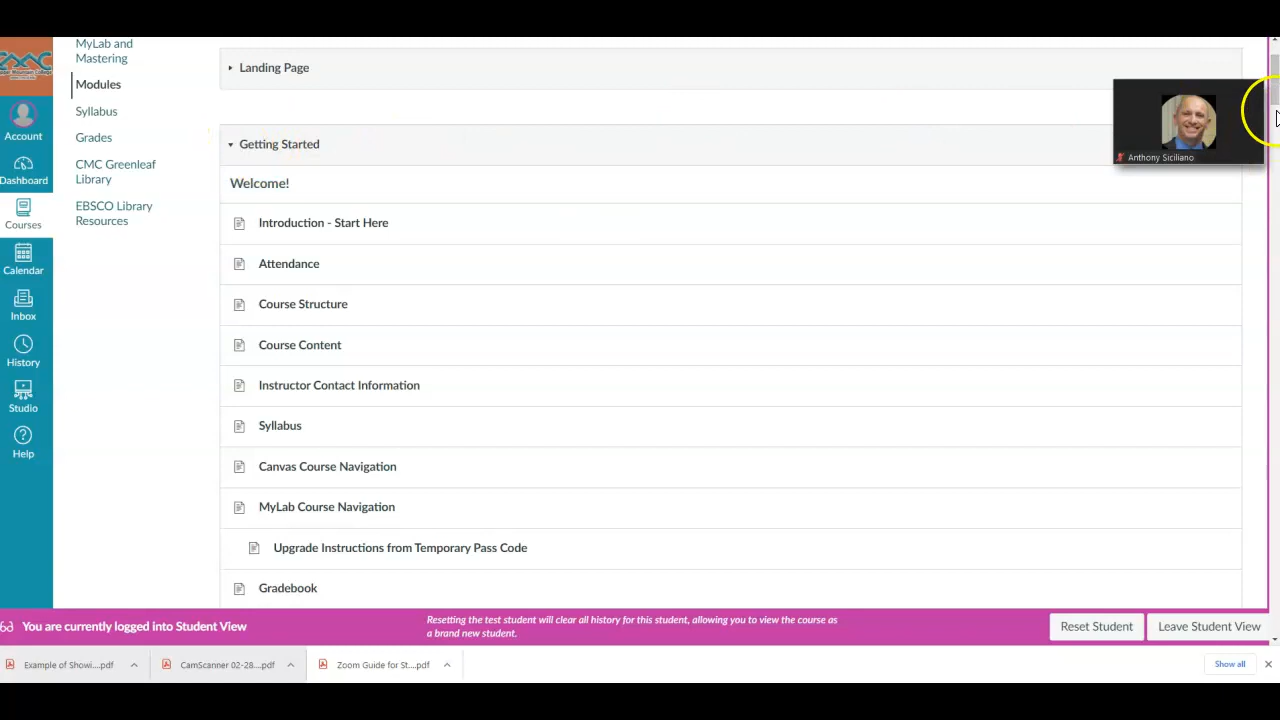 MyLab and
Mastering
Modules
Syllabus
Grades
CMC Greenleaf
Library
EBSCO Library
Resources
CMC
Account
Dashboard
Courses
Calendar
Inbox
History
Studio
Help
Landing Page
Getting Started
Welcome!
Introduction - Start Here
Attendance
Course Structure
Course Content
Instructor Contact Information
Syllabus
Canvas Course Navigation
MyLab Course Navigation
Upgrade Instructions from Temporary Pass Code
Gradebook
Anthony Siciliano
You are currently logged into Student View
Resetting the test student will clear all history for this student, allowing you to view the course as
a brand new student.
Reset Student
Leave Student View
Example of Showi....pdf
CamScanner 02-28....pdf
Zoom Guide for St....pdf
Show all